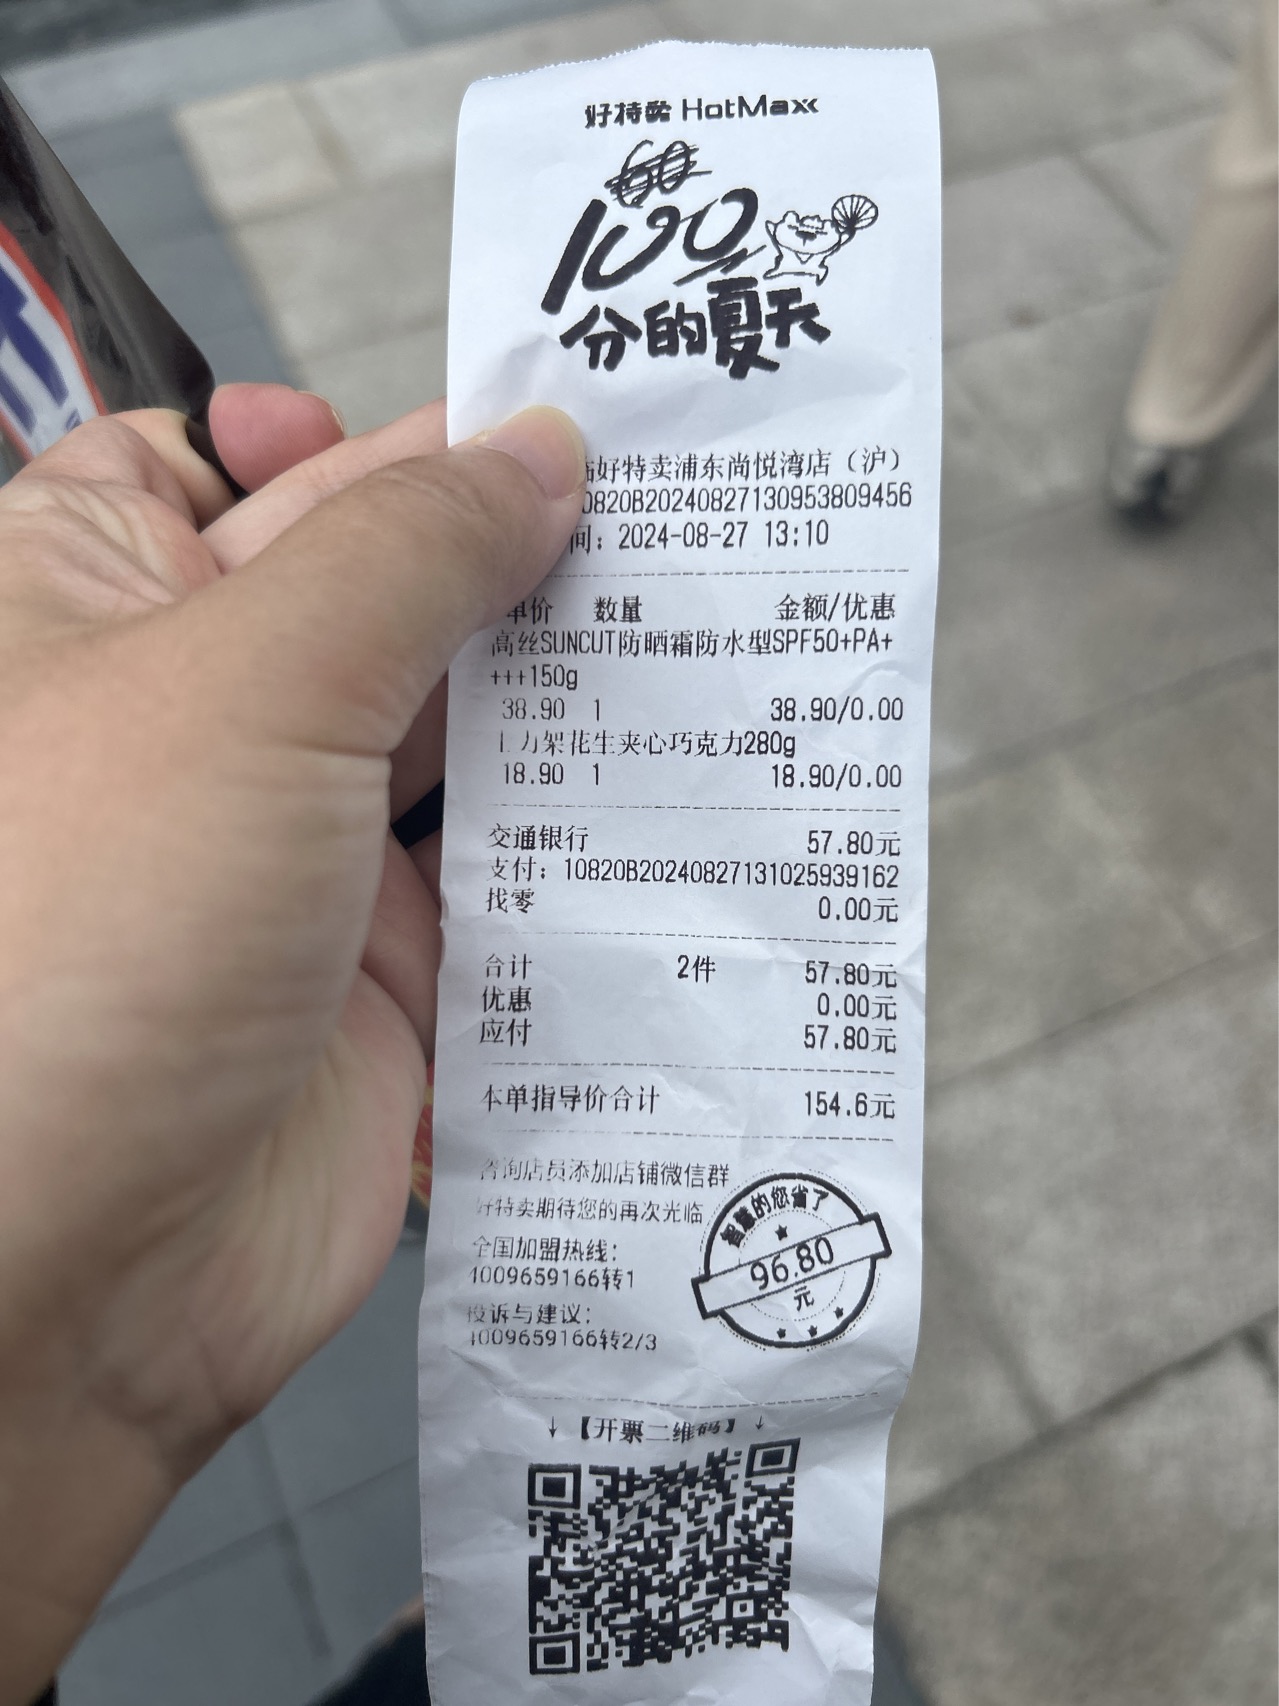 好特卖 HotMaxx
100
分的夏天
临好特卖浦东尚悦湾店（沪）
0820B20240827130953809456
间：2024-08-27 13:10
单价 数量 金额/优惠
高丝SUNCUT防晒霜防水型SPF50+PA+
+++150g
38.90 1 38.90/0.00
士力架花生夹心巧克力280g
18.90 1 18.90/0.00
交通银行 57.80元
支付：10820B20240827131025939162
找零 0.00元
合计 2件 57.80元
优惠 0.00元
应付 57.80元
本单指导价合计 154.6元
咨询店员添加店铺微信群
好特卖期待您的再次光临
全国加盟热线：
4009659166转1
投诉与建议：
4009659166转2/3
智慧的您省了
96.80
元
↓【开票二维码】↓